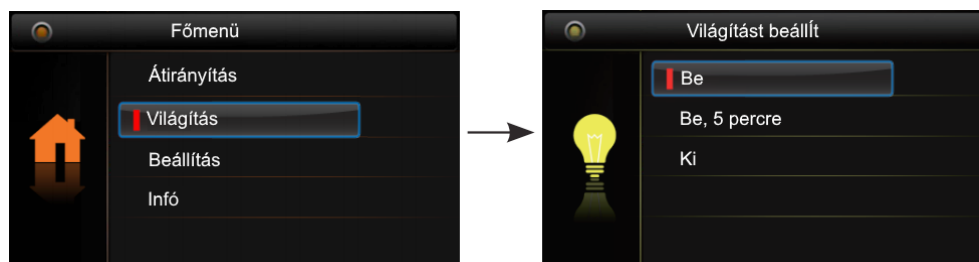 Főmenü
Átirányítás
Világítás
Beállítás
Infó
Világítást beállÍt
Be
Be, 5 percre
Ki